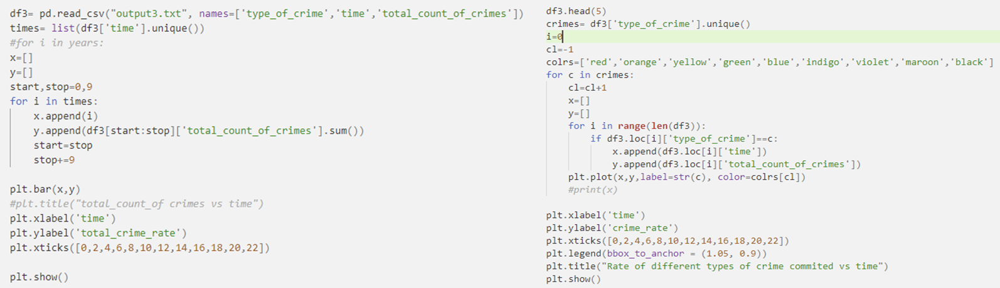 df3= pd.read_csv("output3.txt", names=['type_of_crime','time','total_count_of_crimes'])
times= list(df3['time'].unique())
#for i in years:
x=[]
y=[]
start,stop=0,9
for i in times:
    x.append(i)
    y.append(df3[start:stop]['total_count_of_crimes'].sum())
    start=stop
    stop+=9
plt.bar(x,y)
#plt.title("total_count_of crimes vs time")
plt.xlabel('time')
plt.ylabel('total_crime_rate')
plt.xticks([0,2,4,6,8,10,12,14,16,18,20,22])
plt.show()
df3.head(5)
crimes= df3['type_of_crime'].unique()
i=0
cl=-1
colrs=['red','orange','yellow','green','blue','indigo','violet','maroon','black']
for c in crimes:
    cl=cl+1
    x=[]
    y=[]
    for i in range(len(df3)):
        if df3.loc[i]['type_of_crime']==c:
            x.append(df3.loc[i]['time'])
            y.append(df3.loc[i]['total_count_of_crimes'])
    plt.plot(x,y,label=str(c), color=colrs[cl])
    #print(x)
plt.xlabel('time')
plt.ylabel('crime_rate')
plt.xticks([0,2,4,6,8,10,12,14,16,18,20,22])
plt.legend(bbox_to_anchor = (1.05, 0.9))
plt.title("Rate of different types of crime commited vs time")
plt.show()